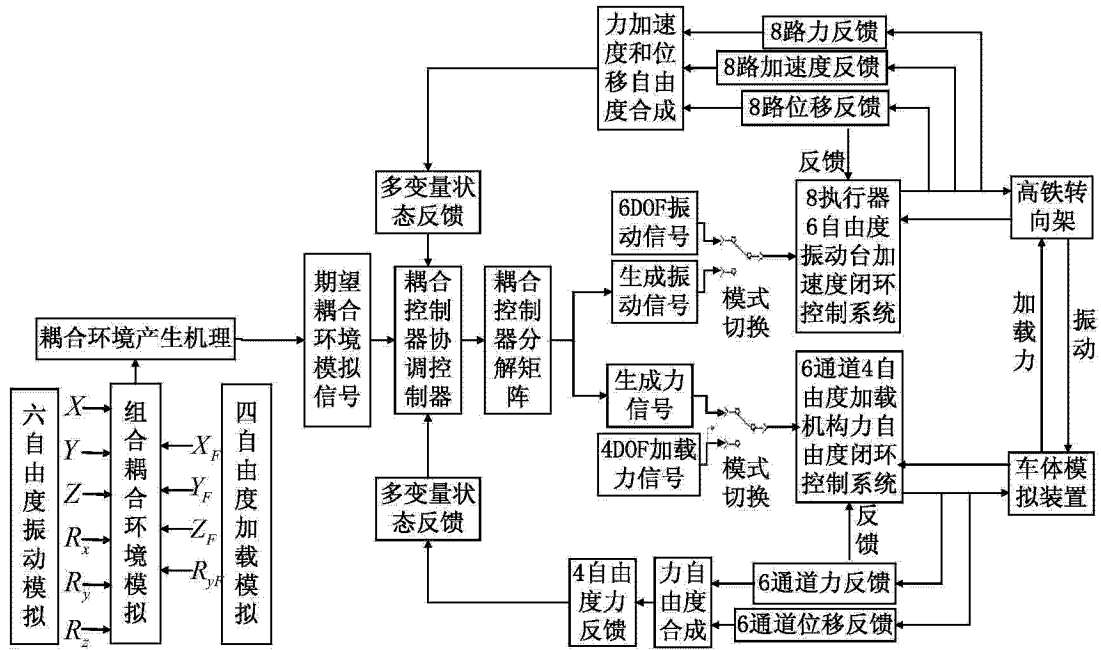 力加速
度和位
移自由
度合成
8路力反馈
8路加速度反馈
8路位移反馈
反馈
多变量状
态反馈
6DOF振
动信号
生成振
动信号
模式
切换
8执行器
6自由度
振动台加
速度闭环
控制系统
高铁转
向架
加载力
振动
耦合环境产生机理
期望
耦合
环境
模拟
信号
耦合
控制
器协
调控
制器
耦合
控制
器分
解矩
阵
生成
力信号
4DOF加载
力信号
模式
切换
6通道4自
由度加载
机构力自
由度闭环
控制系统
车体模
拟装置
六自由度振动模拟
X
Y
Z
Rx
Ry
Rz
组合耦合环境模拟
XF
YF
ZF
RyF
四自由度加载模拟
多变量状
态反馈
反馈
4自由
度力
反馈
力自
由度
合成
6通道力反馈
6通道位移反馈